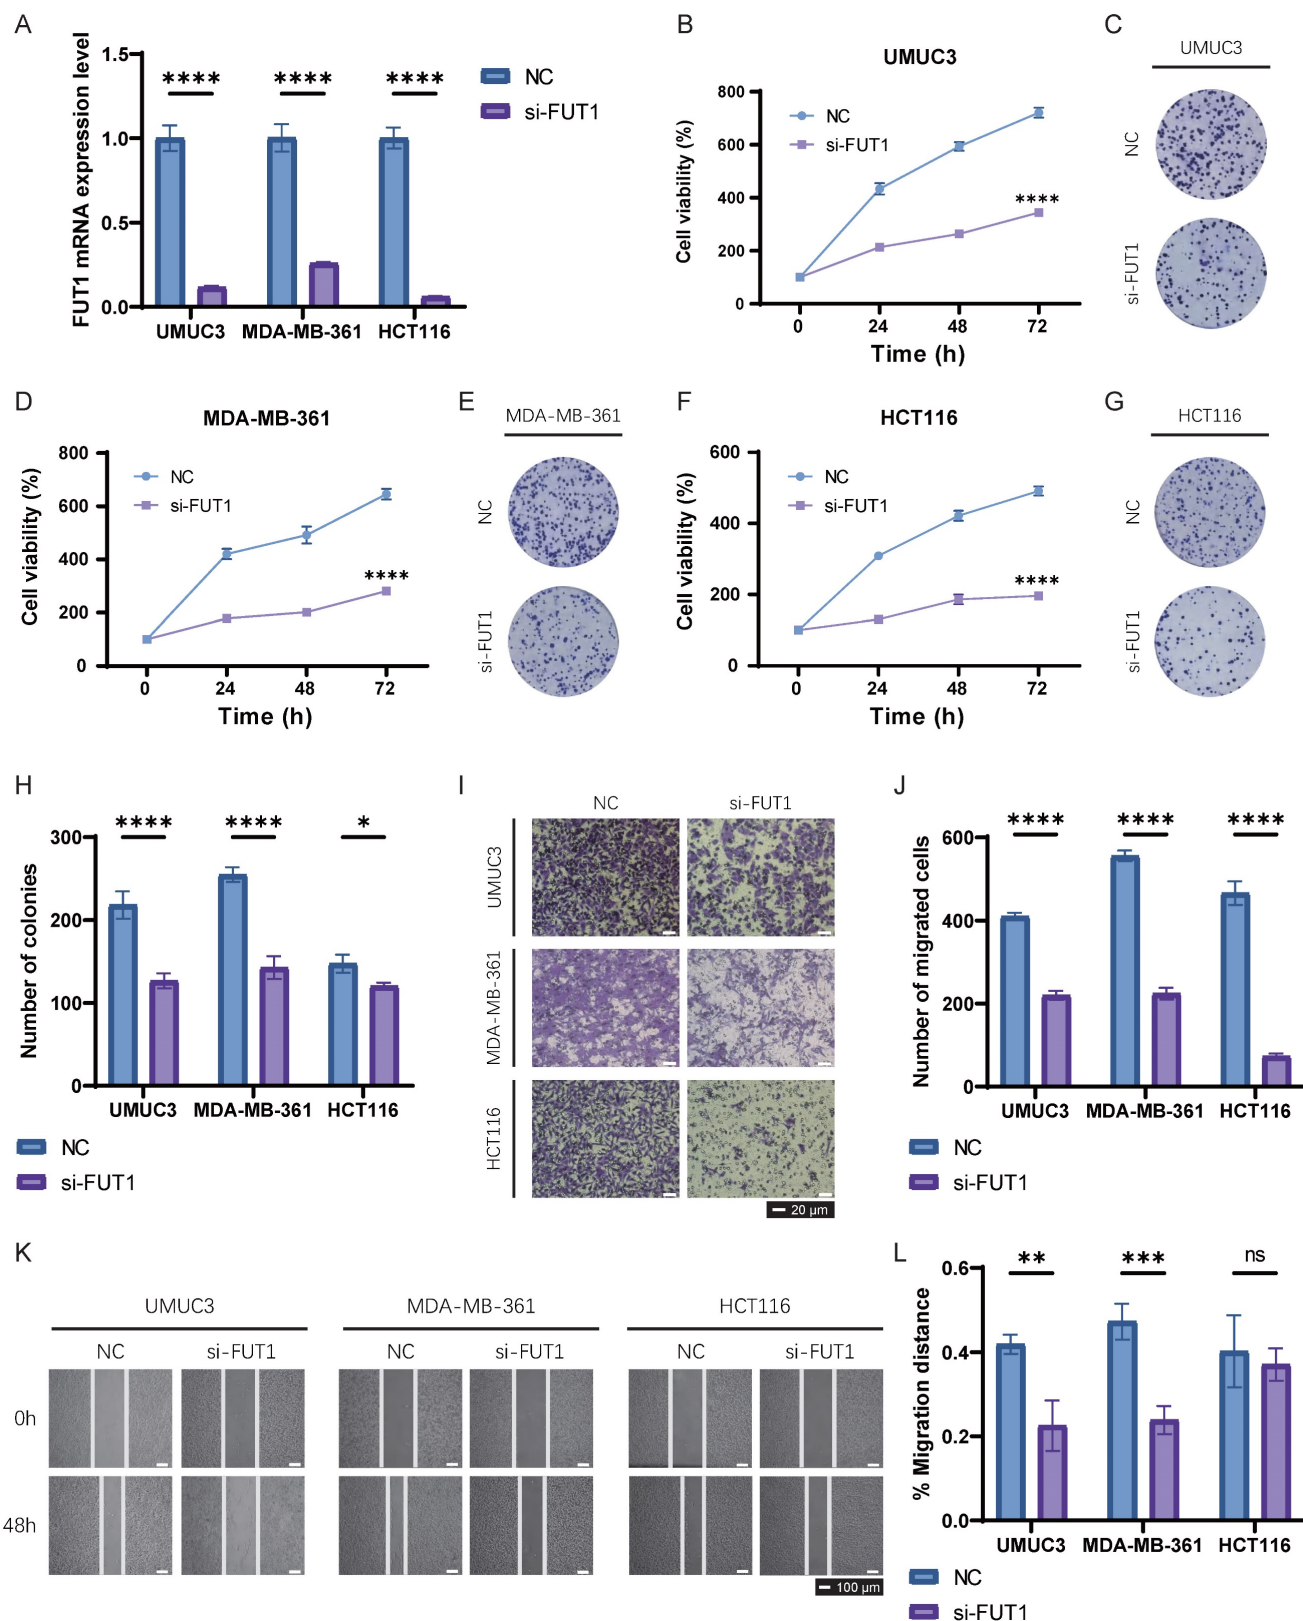 A
FUT1 mRNA expression level
1.5
1.0
0.5
0.0
**** **** ****
UMUC3 MDA-MB-361 HCT116
NC
si-FUT1
B
UMUC3
Cell viability (%)
800
600
400
200
0
NC
si-FUT1
****
0 24 48 72
Time (h)
C
UMUC3
NC
si-FUT1
D
MDA-MB-361
Cell viability (%)
800
600
400
200
0
NC
si-FUT1
****
0 24 48 72
Time (h)
E
MDA-MB-361
NC
si-FUT1
F
HCT116
Cell viability (%)
600
400
200
0
NC
si-FUT1
****
0 24 48 72
Time (h)
G
HCT116
NC
si-FUT1
H
Number of colonies
300
200
100
0
**** **** *
UMUC3 MDA-MB-361 HCT116
NC
si-FUT1
I
NC si-FUT1
UMUC3
MDA-MB-361
HCT116
20 μm
J
Number of migrated cells
600
400
200
0
**** **** ****
UMUC3 MDA-MB-361 HCT116
NC
si-FUT1
K
UMUC3 MDA-MB-361 HCT116
NC si-FUT1 NC si-FUT1 NC si-FUT1
0h
48h
100 μm
L
% Migration distance
0.6
0.4
0.2
0.0
** *** ns
UMUC3 MDA-MB-361 HCT116
NC
si-FUT1